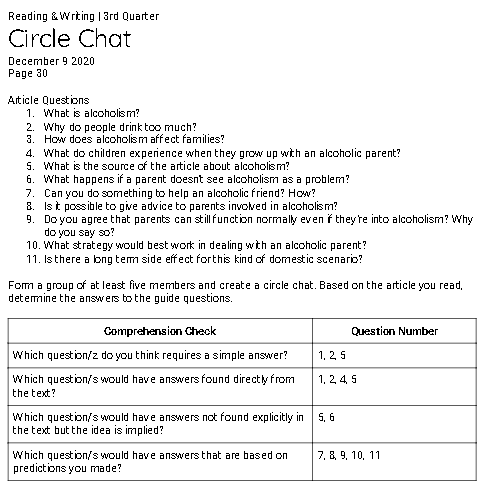 Reading & Writing | 3rd Quarter
Circle Chat
December 9 2020
Page 30
Article Questions
1. What is alcoholism?
2. Why do people drink too much?
3. How does alcoholism affect families?
4. What do children experience when they grow up with an alcoholic parent?
5. What is the source of the article about alcoholism?
6. What happens if a parent doesn't see alcoholism as a problem?
7. Can you do something to help an alcoholic friend? How?
8. Is it possible to give advice to parents involved in alcoholism?
9. Do you agree that parents can still function normally even if they're into alcoholism? Why
do you say so?
10. What strategy would best work in dealing with an alcoholic parent?
11. Is there a long term side effect for this kind of domestic scenario?
Form a group of at least five members and create a circle chat. Based on the article you read,
determine the answers to the guide questions.
Comprehension Check Question Number
Which question/z do you think requires a simple answer? 1, 2, 5
Which question/s would have answers found directly from 1, 2, 4, 5
the text?
Which question/s would have answers not found explicitly in 5, 6
the text but the idea is implied?
Which question/s would have answers that are based on 7, 8, 9, 10, 11
predictions you made?